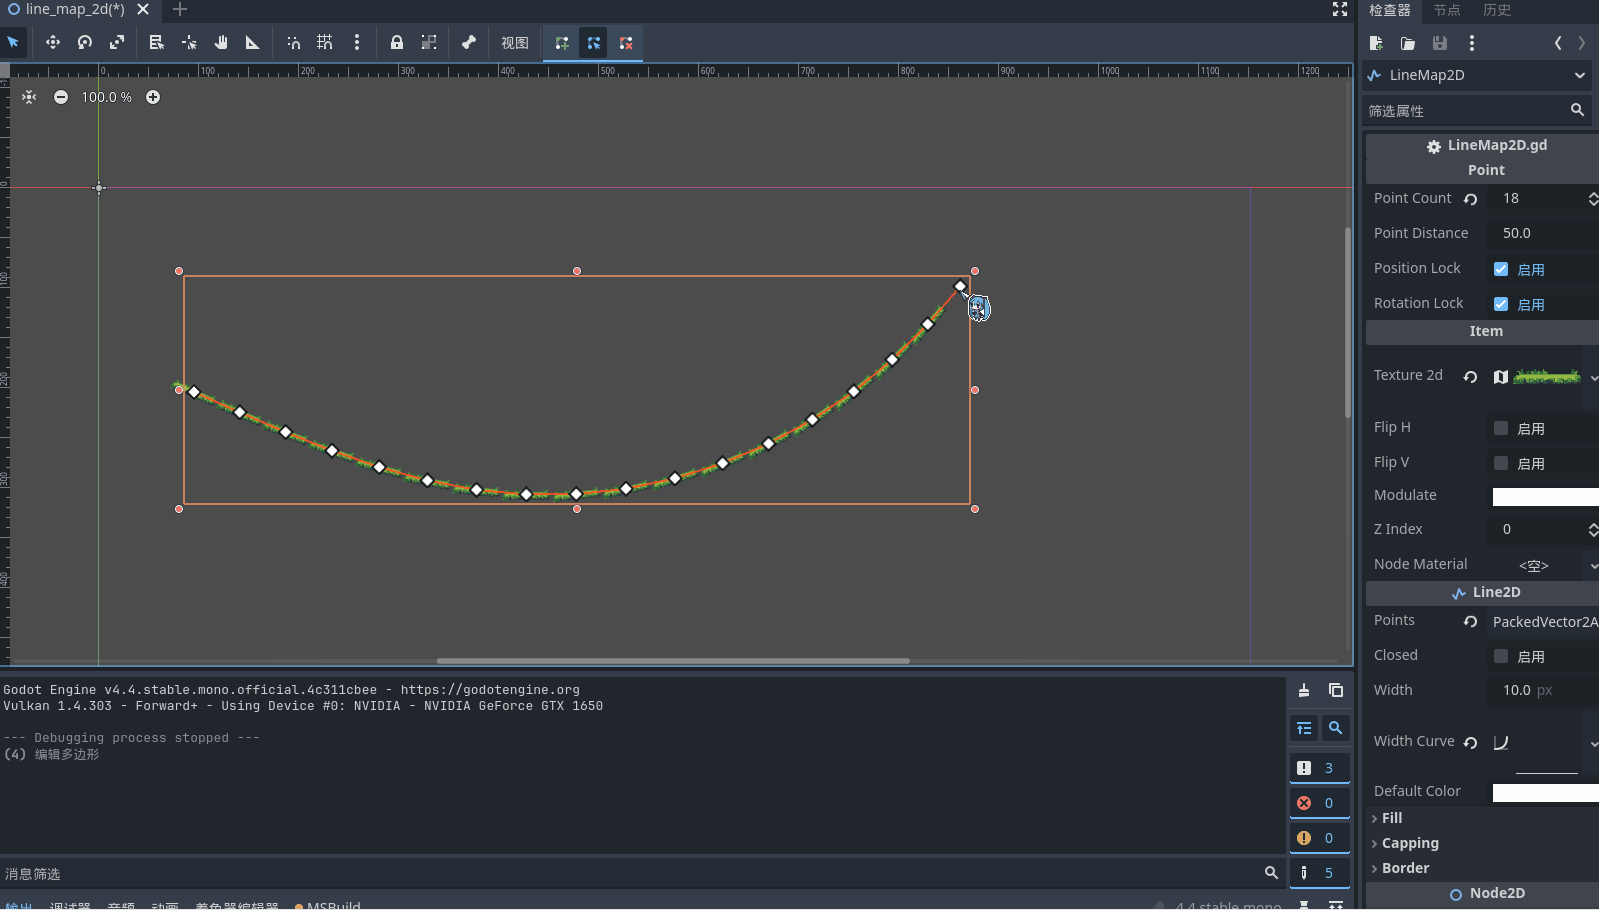 line_map_2d(*)
检查器 节点 历史
视图
0 100 200 300 400 500 600 700 800 900 1000 1100 1200
LineMap2D
100.0 %
筛选属性
LineMap2D.gd
Point
Point Count 18
Point Distance 50.0
Position Lock 启用
Rotation Lock 启用
Item
Texture 2d
Flip H 启用
Flip V 启用
Modulate
Z Index 0
Node Material <空>
Line2D
Points PackedVector2A
Closed 启用
Width 10.0 px
Width Curve
Default Color
Fill
Capping
Border
Node2D
0
100
200
300
400
Godot Engine v4.4.stable.mono.official.4c311cbee - https://godotengine.org
Vulkan 1.4.303 - Forward+ - Using Device #0: NVIDIA - NVIDIA GeForce GTX 1650
--- Debugging process stopped ---
(4) 编辑多边形
3
0
0
5
消息筛选
输出 调试器 音频 动画 着色器编辑器 MSBuild
4.4.stable.mono